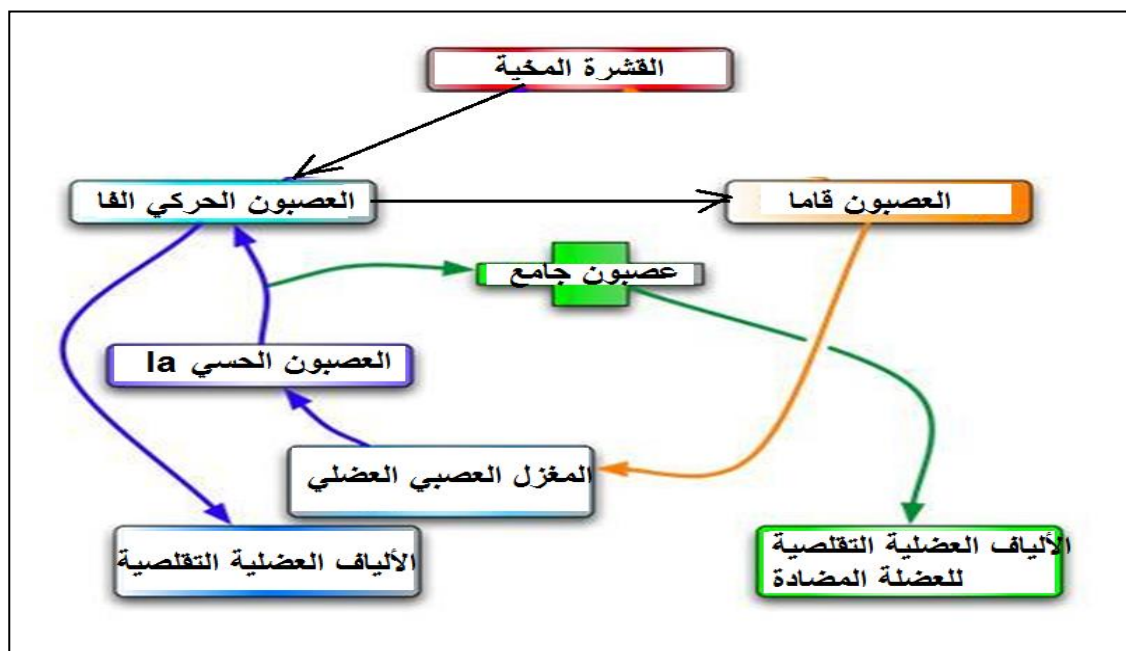 القشرة المخية
العصبون الحركي الفا
العصبون قاما
عصبون جامع
العصبون الحسي Ia
المغزل العصبي العضلي
الألياف العضلية التقلصية
الألياف العضلية التقلصية
للعضلة المضادة